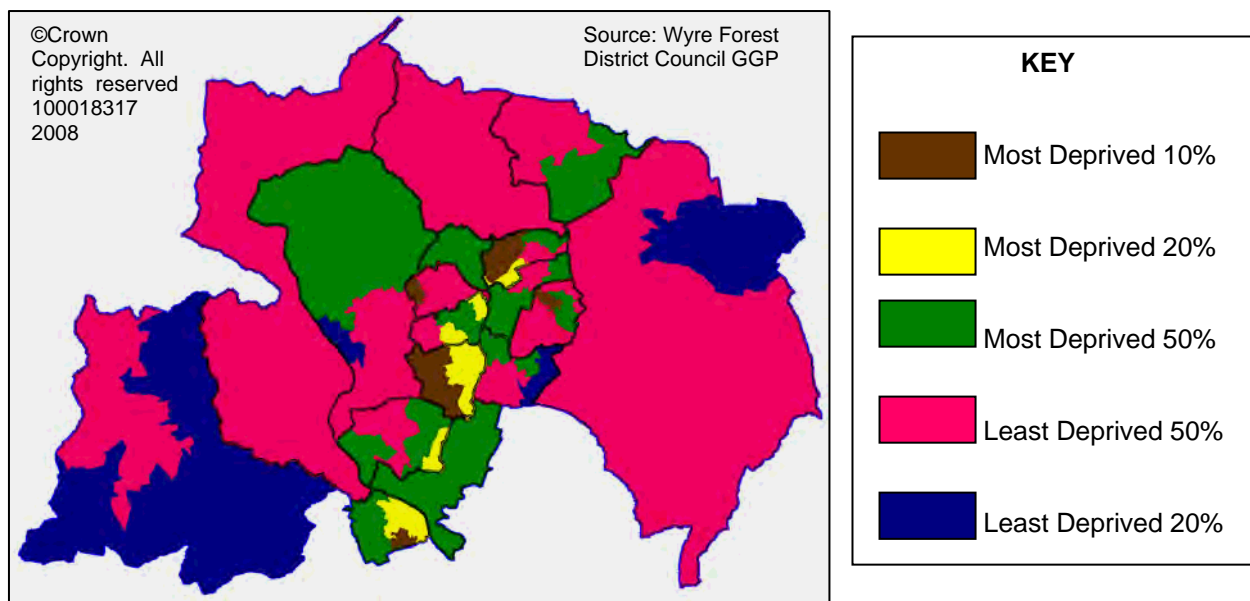 ©Crown
Copyright. All
rights reserved
100018317
2008
Source: Wyre Forest
District Council GGP
KEY
Most Deprived 10%
Most Deprived 20%
Most Deprived 50%
Least Deprived 50%
Least Deprived 20%